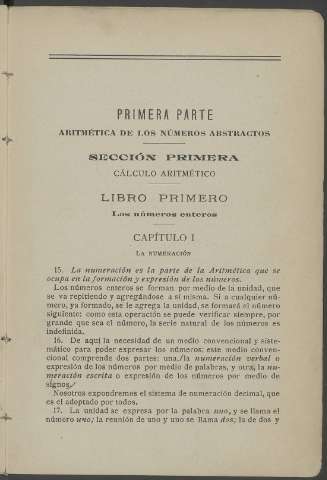 PRIMERA PARTE
ARITMÉTICA DE LOS NÚMEROS ABSTRACTOS
SECCIÓN PRIMERA
CÁLCULO ARITMÉTICO
LIBRO PRIMERO
Los números enteros
CAPÍTULO I
LA NUMERACIÓN
15. La numeración es la parte de la Aritmética que se
ocupa en la formación y expresión de los números.
Los números enteros se forman por medio de la unidad, que
se va repitiendo y agregándose a sí misma. Si a cualquier nú-
mero, ya formado, se le agrega la unidad, se formará el número
siguiente: como esta operación se puede verificar siempre, por
grande que sea el número, la serie natural de los números es
indefinida.
16. De aquí la necesidad de un medio convencional y siste-
mático para poder expresar los números: este medio conven-
cional comprende dos partes: una, la numeración verbal o
expresión de los números por medio de palabras, y otra, la nu-
meración escrita o expresión de los números por medio de
signos.
Nosotros expondremos el sistema de numeración decimal, que
es el adoptado por todos.
17. La unidad se expresa por la palabra uno, y se llama el
número uno; la reunión de uno y uno se llama dos; la de dos y